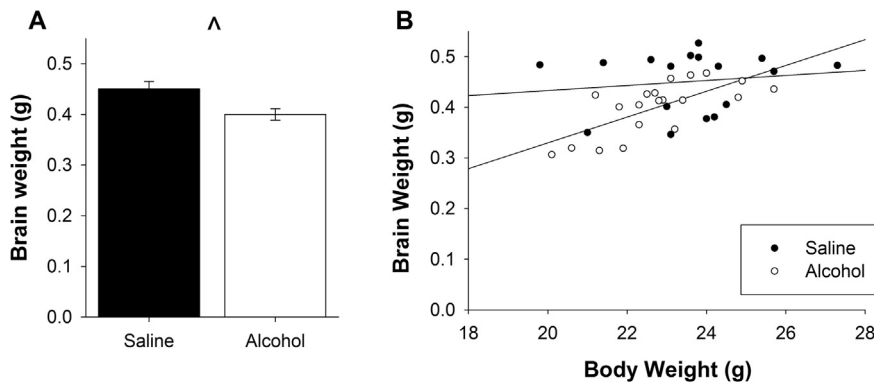 A
^
Brain weight (g)
0.5
0.4
0.3
0.2
0.1
0.0
Saline
Alcohol
B
Brain Weight (g)
0.5
0.4
0.3
0.2
0.1
0.0
Saline
Alcohol
18
20
22
24
26
28
Body Weight (g)